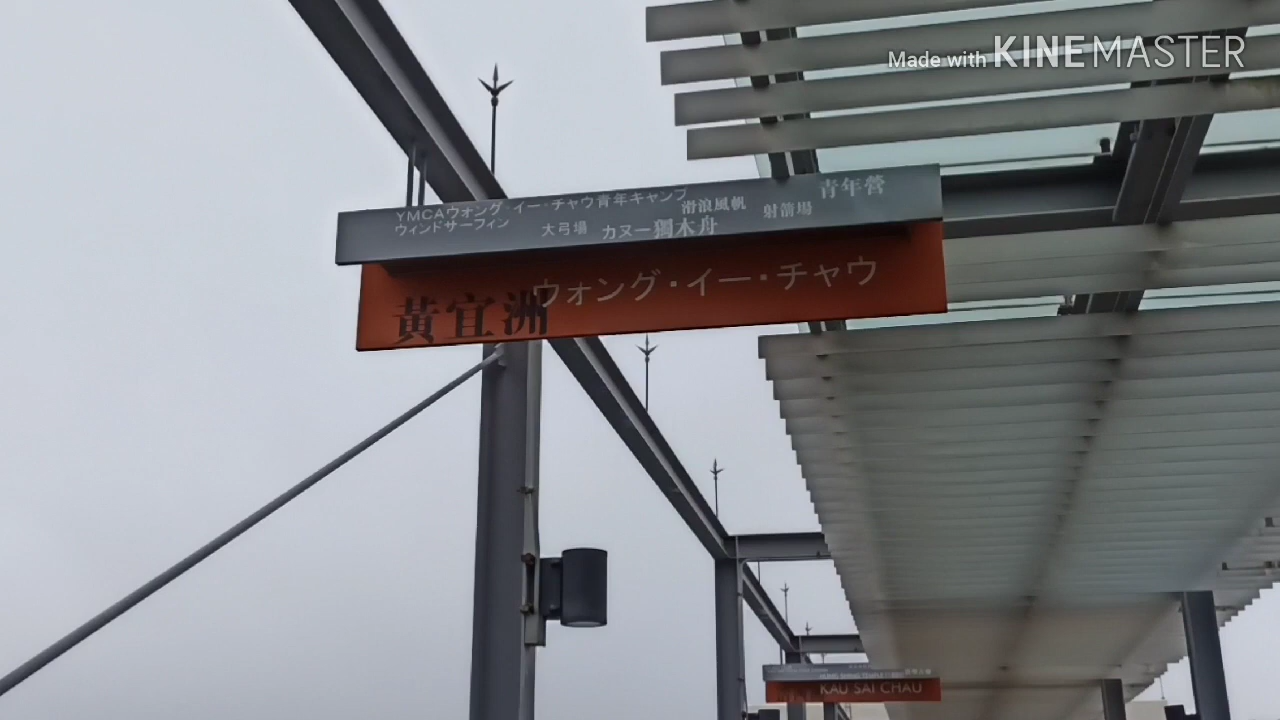 Made with KINEMASTER
YMCAウォング・イー・チャウ青年キャンプ 滑浪風帆 青年營
ウィンドサーフィン 大弓場 カヌー獨木舟 射箭場
黃宜洲 ウォング・イー・チャウ
KAU SAI CHAU